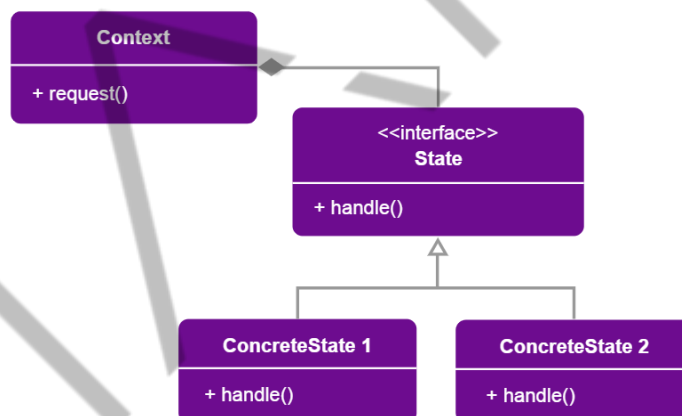 Context
+ request()
<<interface>>
State
+ handle()
ConcreteState 1
+ handle()
ConcreteState 2
+ handle()